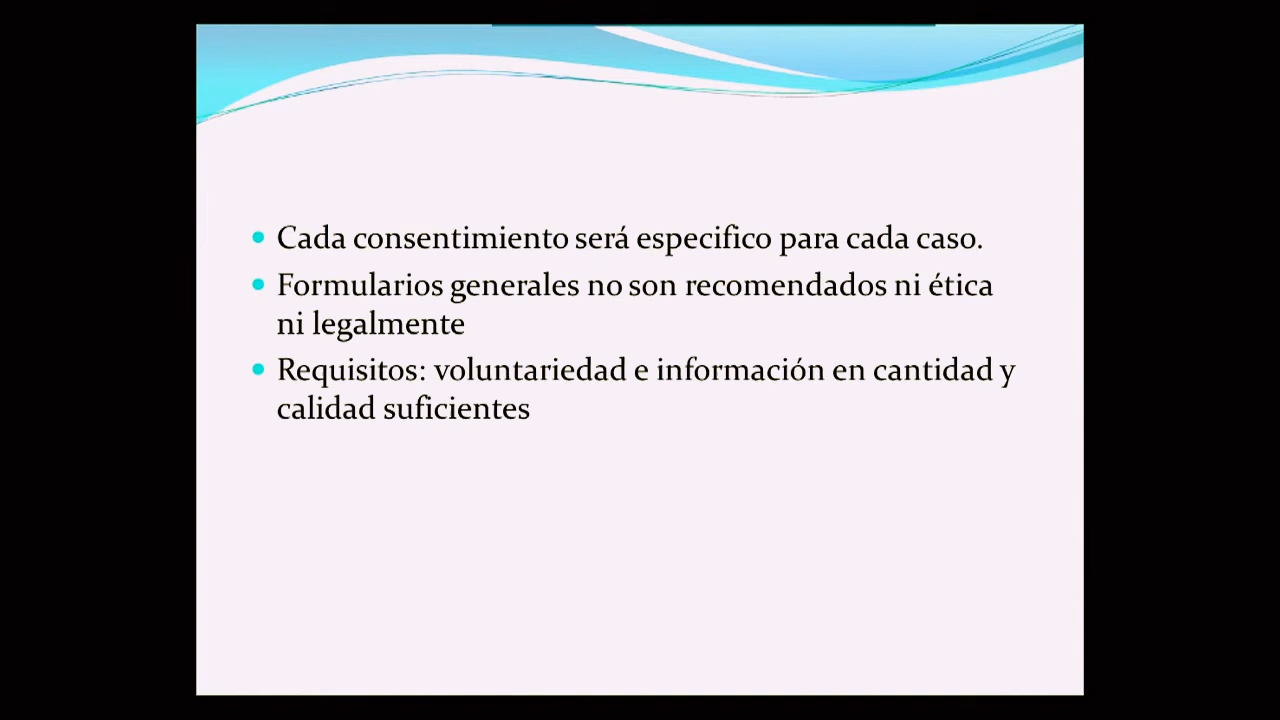 Cada consentimiento será especifico para cada caso.
Formularios generales no son recomendados ni ética
ni legalmente
Requisitos: voluntariedad e información en cantidad y
calidad suficientes